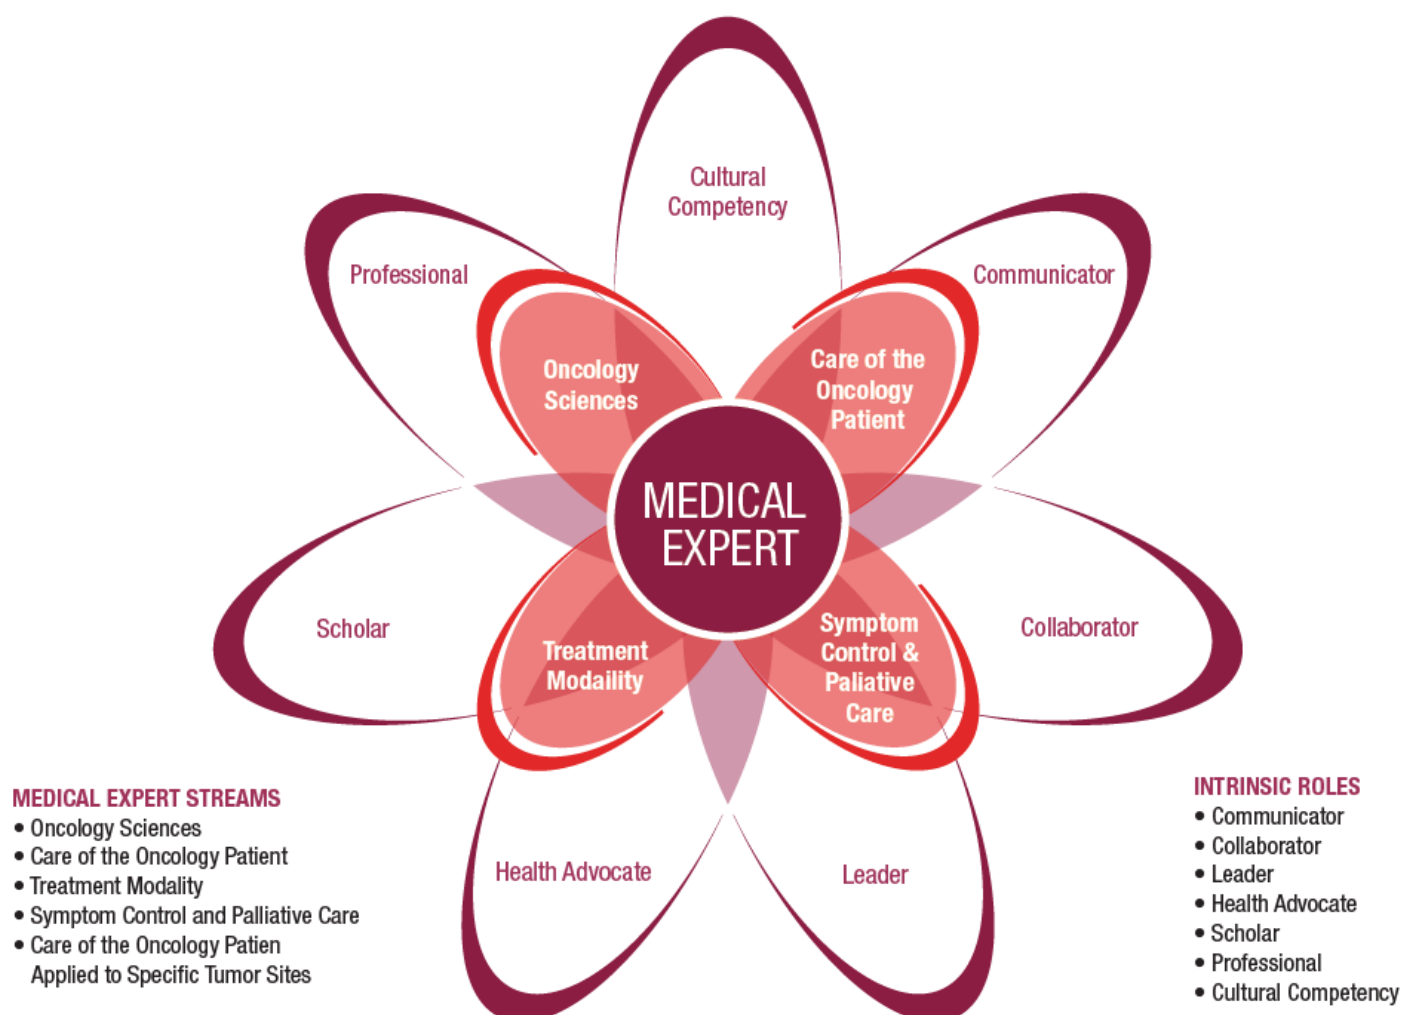 Cultural
Competency
Professional
Communicator
Oncology
Sciences
Care of the
Oncology
Patient
MEDICAL
EXPERT
Scholar
Collaborator
Treatment
Modaility
Symptom
Control &
Paliative
Care
Health Advocate
Leader
MEDICAL EXPERT STREAMS
• Oncology Sciences
• Care of the Oncology Patient
• Treatment Modality
• Symptom Control and Palliative Care
• Care of the Oncology Patien
Applied to Specific Tumor Sites
INTRINSIC ROLES
• Communicator
• Collaborator
• Leader
• Health Advocate
• Scholar
• Professional
• Cultural Competency